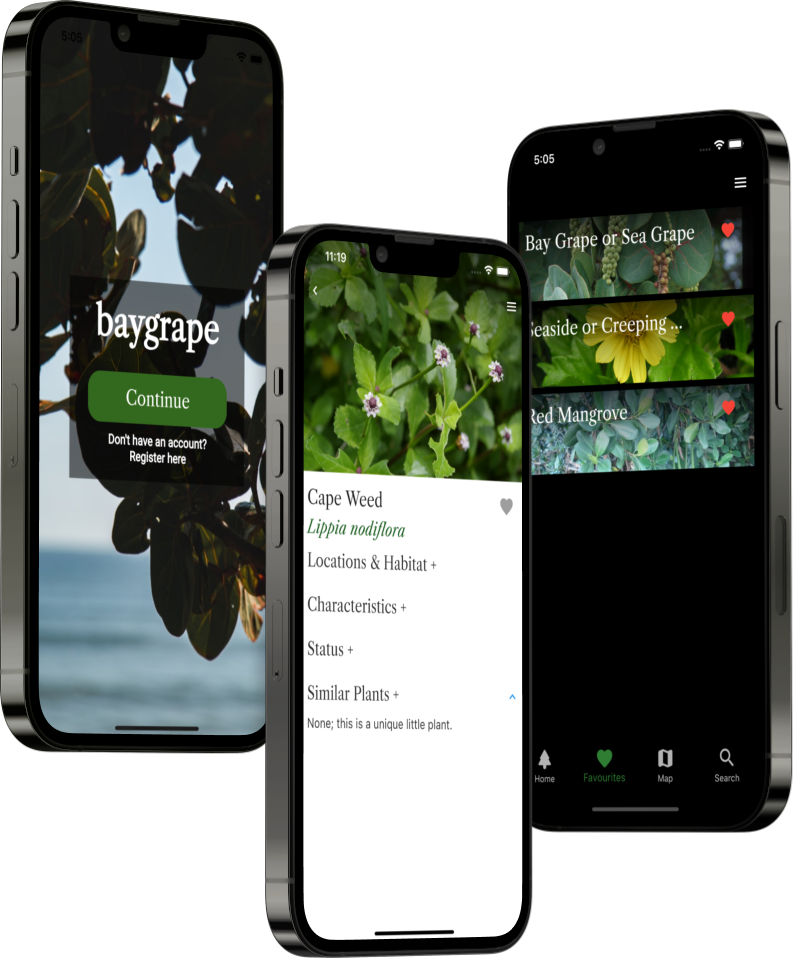 5:05
baygrape
Continue
Don't have an account?
Register here
11:19
Cape Weed
Lippia nodiflora
Locations & Habitat +
Characteristics +
Status +
Similar Plants +
None; this is a unique little plant.
5:05
Bay Grape or Sea Grape
Seaside or Creeping ...
Red Mangrove
Home
Favourites
Map
Search